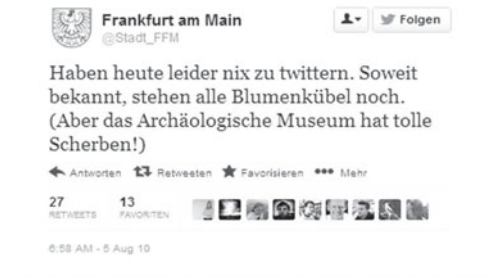 Frankfurt am Main
@Stadt_FFM
Folgen
Haben heute leider nix zu twittern. Soweit
bekannt, stehen alle Blumenkübel noch.
(Aber das Archäologische Museum hat tolle
Scherben!)
Antworten Retweeten Favorisieren Mehr
27 13
RETWEETS FAVORITEN
6:58 AM - 5 Aug 10